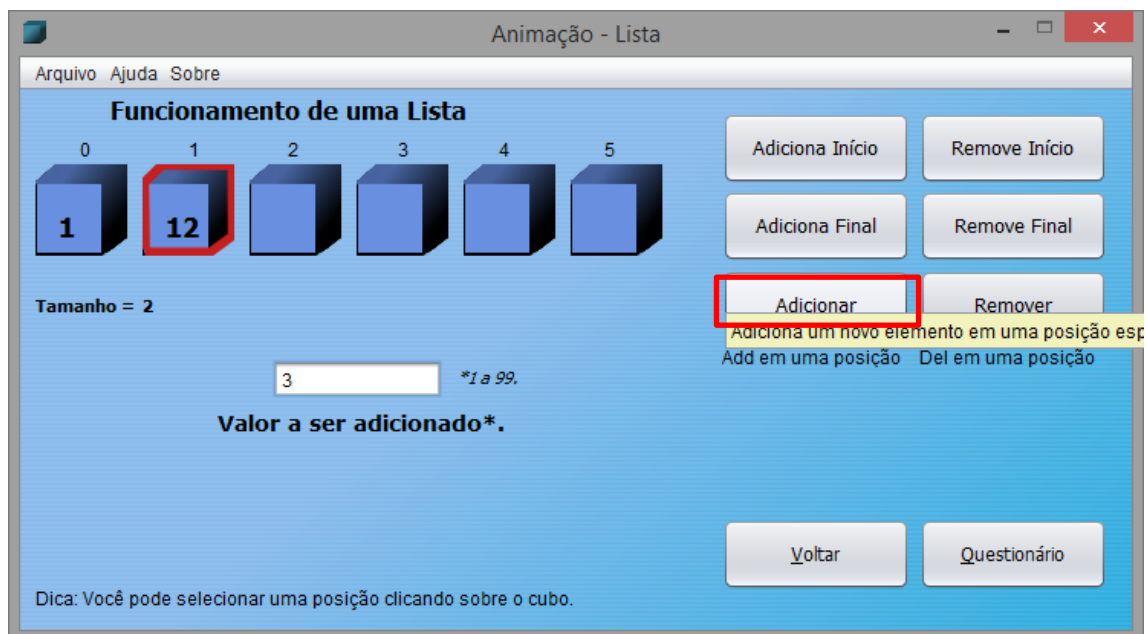 Animação - Lista
Arquivo Ajuda Sobre
Funcionamento de uma Lista
0 1 2 3 4 5
1 12
Tamanho = 2
3 *1 a 99.
Valor a ser adicionado*.
Adiciona Início Remove Início
Adiciona Final Remove Final
Adicionar Remover
Adiciona um novo elemento em uma posição esp
Add em uma posição Del em uma posição
Voltar Questionário
Dica: Você pode selecionar uma posição clicando sobre o cubo.